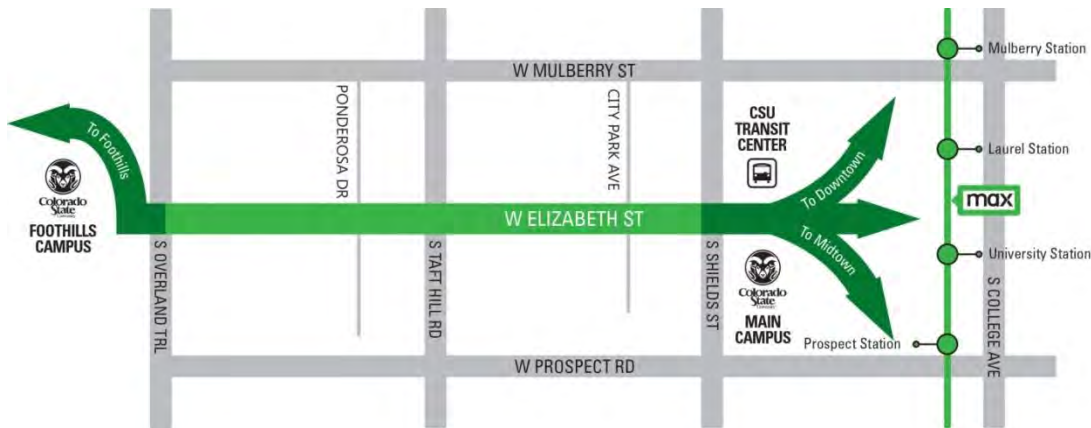 Mulberry Station
W MULBERRY ST
To Foothills
PONDEROSA DR
CITY PARK AVE
CSU
TRANSIT
CENTER
To Downtown
Laurel Station
Colorado
State
FOOTHILLS
CAMPUS
W ELIZABETH ST
max
S OVERLAND TRL
S TAFT HILL RD
S SHIELDS ST
To Midtown
University Station
Colorado
State
MAIN
CAMPUS
S COLLEGE AVE
Prospect Station
W PROSPECT RD